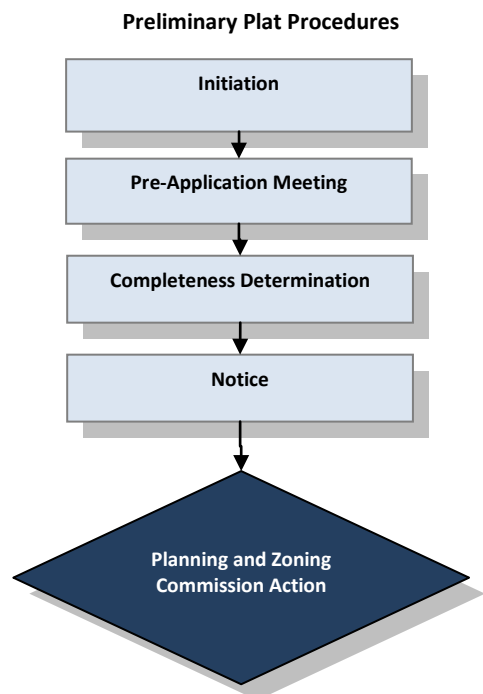 Preliminary Plat Procedures
Initiation
Pre-Application Meeting
Completeness Determination
Notice
Planning and Zoning
Commission Action